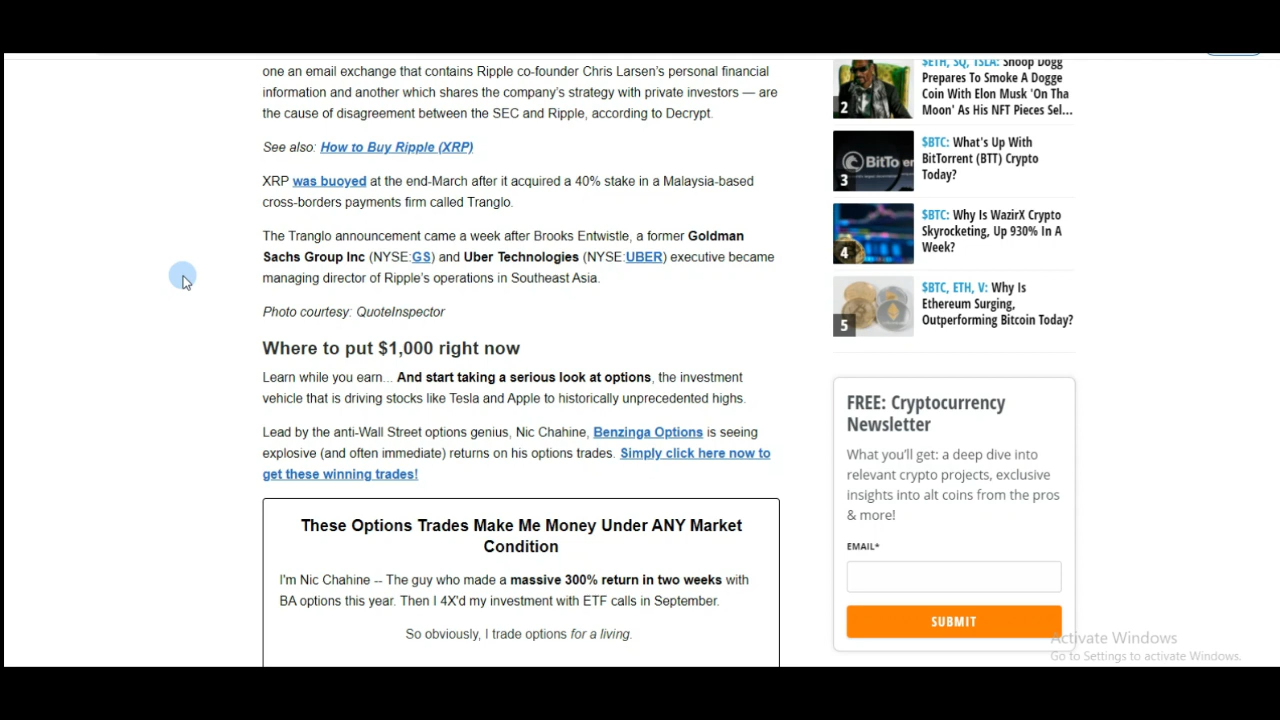 one an email exchange that contains Ripple co-founder Chris Larsen's personal financial
information and another which shares the company's strategy with private investors — are
the cause of disagreement between the SEC and Ripple, according to Decrypt.
See also: How to Buy Ripple (XRP)
XRP was buoyed at the end-March after it acquired a 40% stake in a Malaysia-based
cross-borders payments firm called Tranglo.
The Tranglo announcement came a week after Brooks Entwistle, a former Goldman
Sachs Group Inc (NYSE:GS) and Uber Technologies (NYSE:UBER) executive became
managing director of Ripple's operations in Southeast Asia.
Photo courtesy: QuoteInspector
Where to put $1,000 right now
Learn while you earn... And start taking a serious look at options, the investment
vehicle that is driving stocks like Tesla and Apple to historically unprecedented highs.
Lead by the anti-Wall Street options genius, Nic Chahine, Benzinga Options is seeing
explosive (and often immediate) returns on his options trades. Simply click here now to
get these winning trades!
These Options Trades Make Me Money Under ANY Market
Condition
I'm Nic Chahine -- The guy who made a massive 300% return in two weeks with
BA options this year. Then I 4X'd my investment with ETF calls in September.
So obviously, I trade options for a living.
$ETH, SQ, TSLA: Snoop Dogg
Prepares To Smoke A Dogge
Coin With Elon Musk 'On Tha
Moon' As His NFT Pieces Sel...
2
$BTC: What's Up With
BitTorrent (BTT) Crypto
Today?
BitTo
3
$BTC: Why Is WazirX Crypto
Skyrocketing, Up 930% In A
Week?
4
$BTC, ETH, V: Why Is
Ethereum Surging,
Outperforming Bitcoin Today?
5
FREE: Cryptocurrency
Newsletter
What you'll get: a deep dive into
relevant crypto projects, exclusive
insights into alt coins from the pros
& more!
EMAIL*
SUBMIT
Activate Windows
Go to Settings to activate Windows.